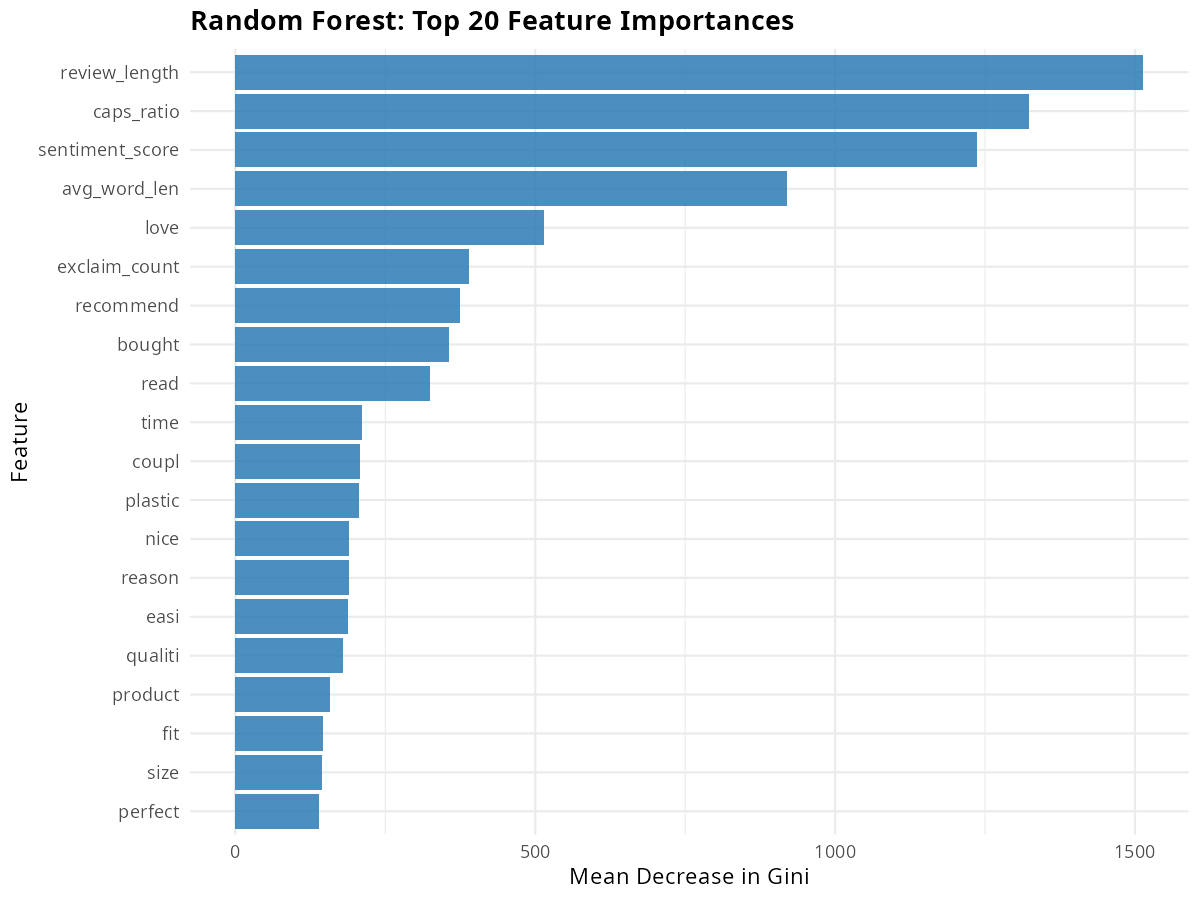 Random Forest: Top 20 Feature Importances
review_length
caps_ratio
sentiment_score
avg_word_len
love
exclaim_count
recommend
bought
read
time
coupl
plastic
nice
reason
easi
qualiti
product
fit
size
perfect
Feature
0 500 1000 1500
Mean Decrease in Gini